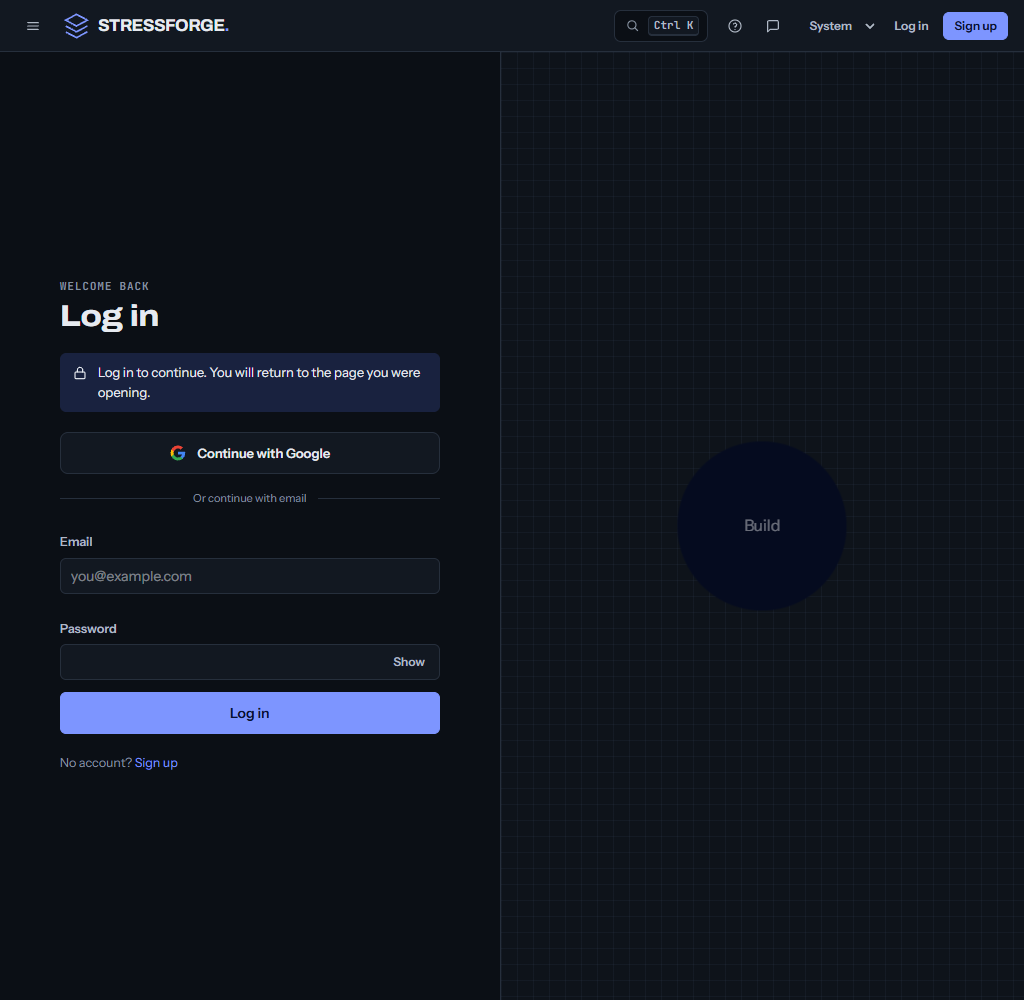 STRESSFORGE.
Ctrl K
System
Log in
Sign up
WELCOME BACK
Log in
Log in to continue. You will return to the page you were
opening.
Continue with Google
Or continue with email
Email
you@example.com
Password
Show
Log in
No account? Sign up
Build